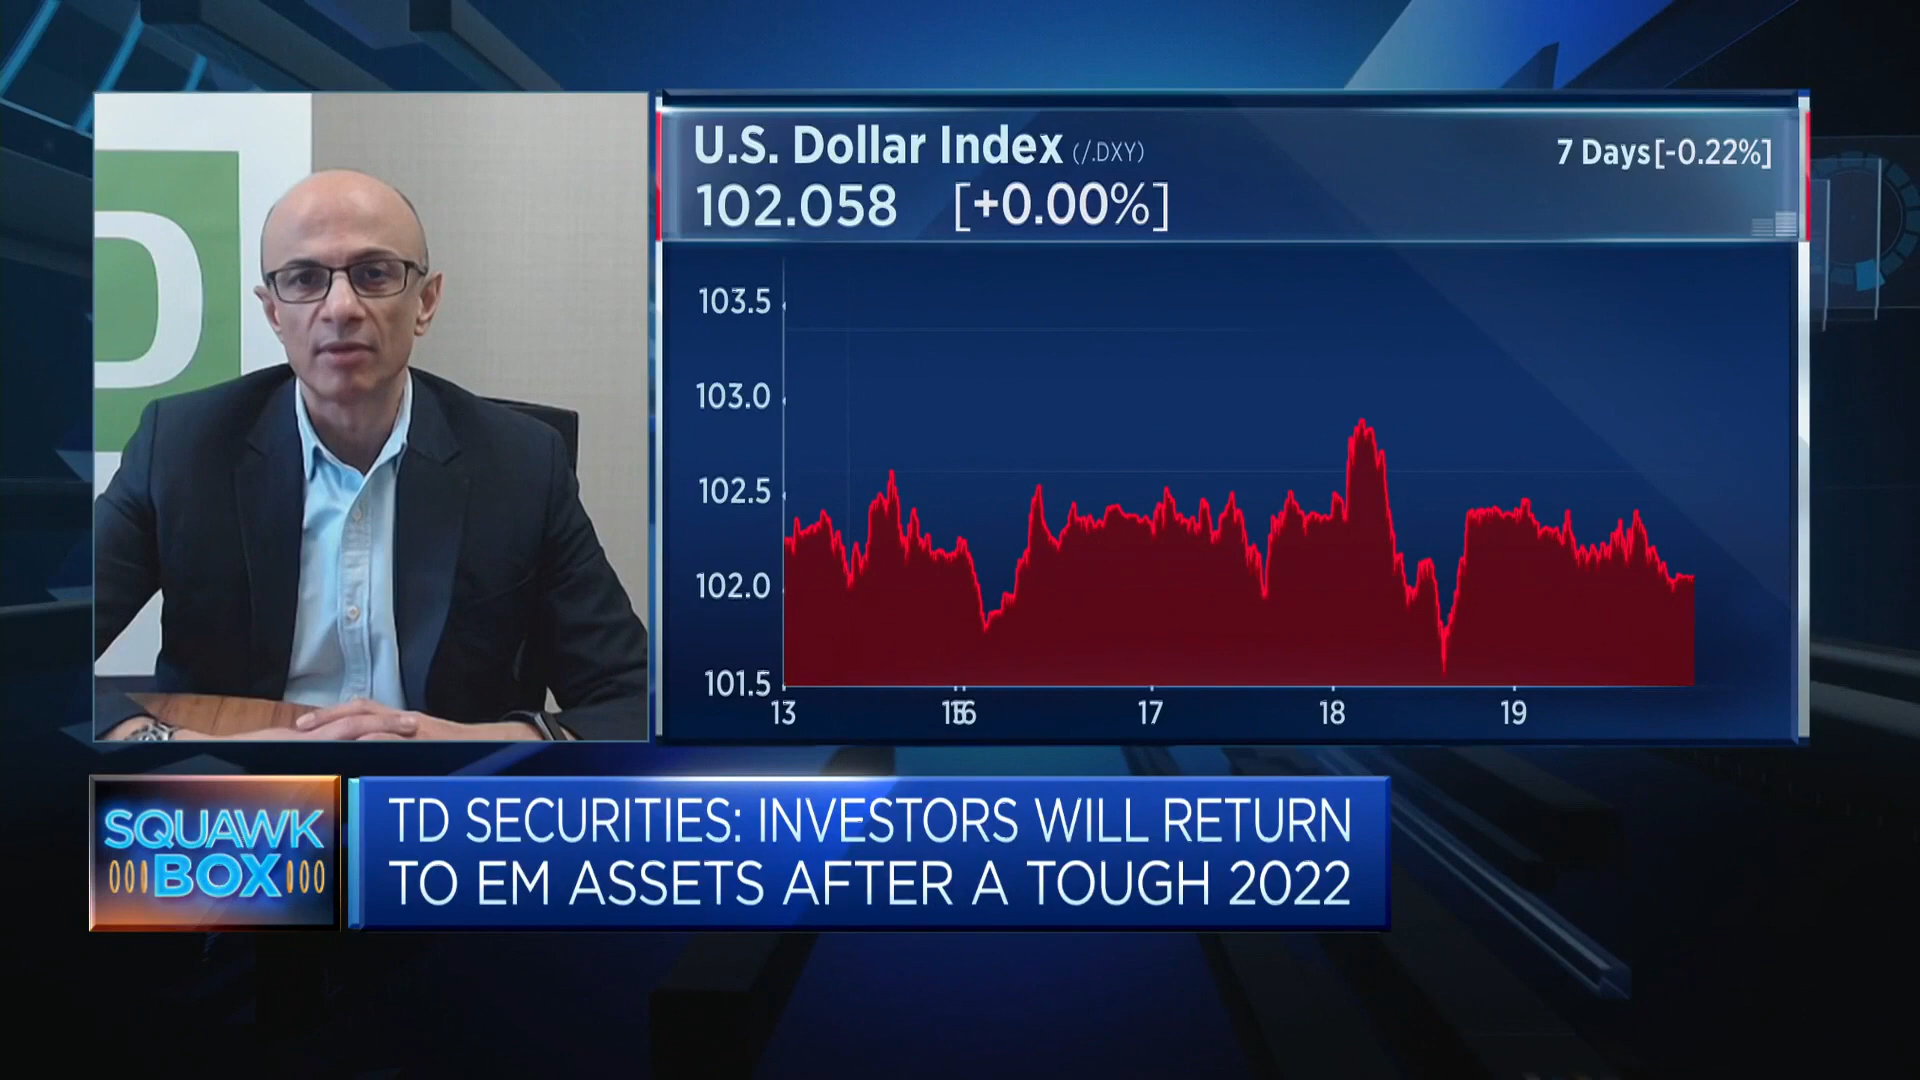 U.S. Dollar Index (/.DXY)
7 Days [-0.22%]
102.058 [+0.00%]
103.5
103.0
102.5
102.0
101.5
13
17
18
19
SQUAWK
BOX
TD SECURITIES: INVESTORS WILL RETURN
TO EM ASSETS AFTER A TOUGH 2022